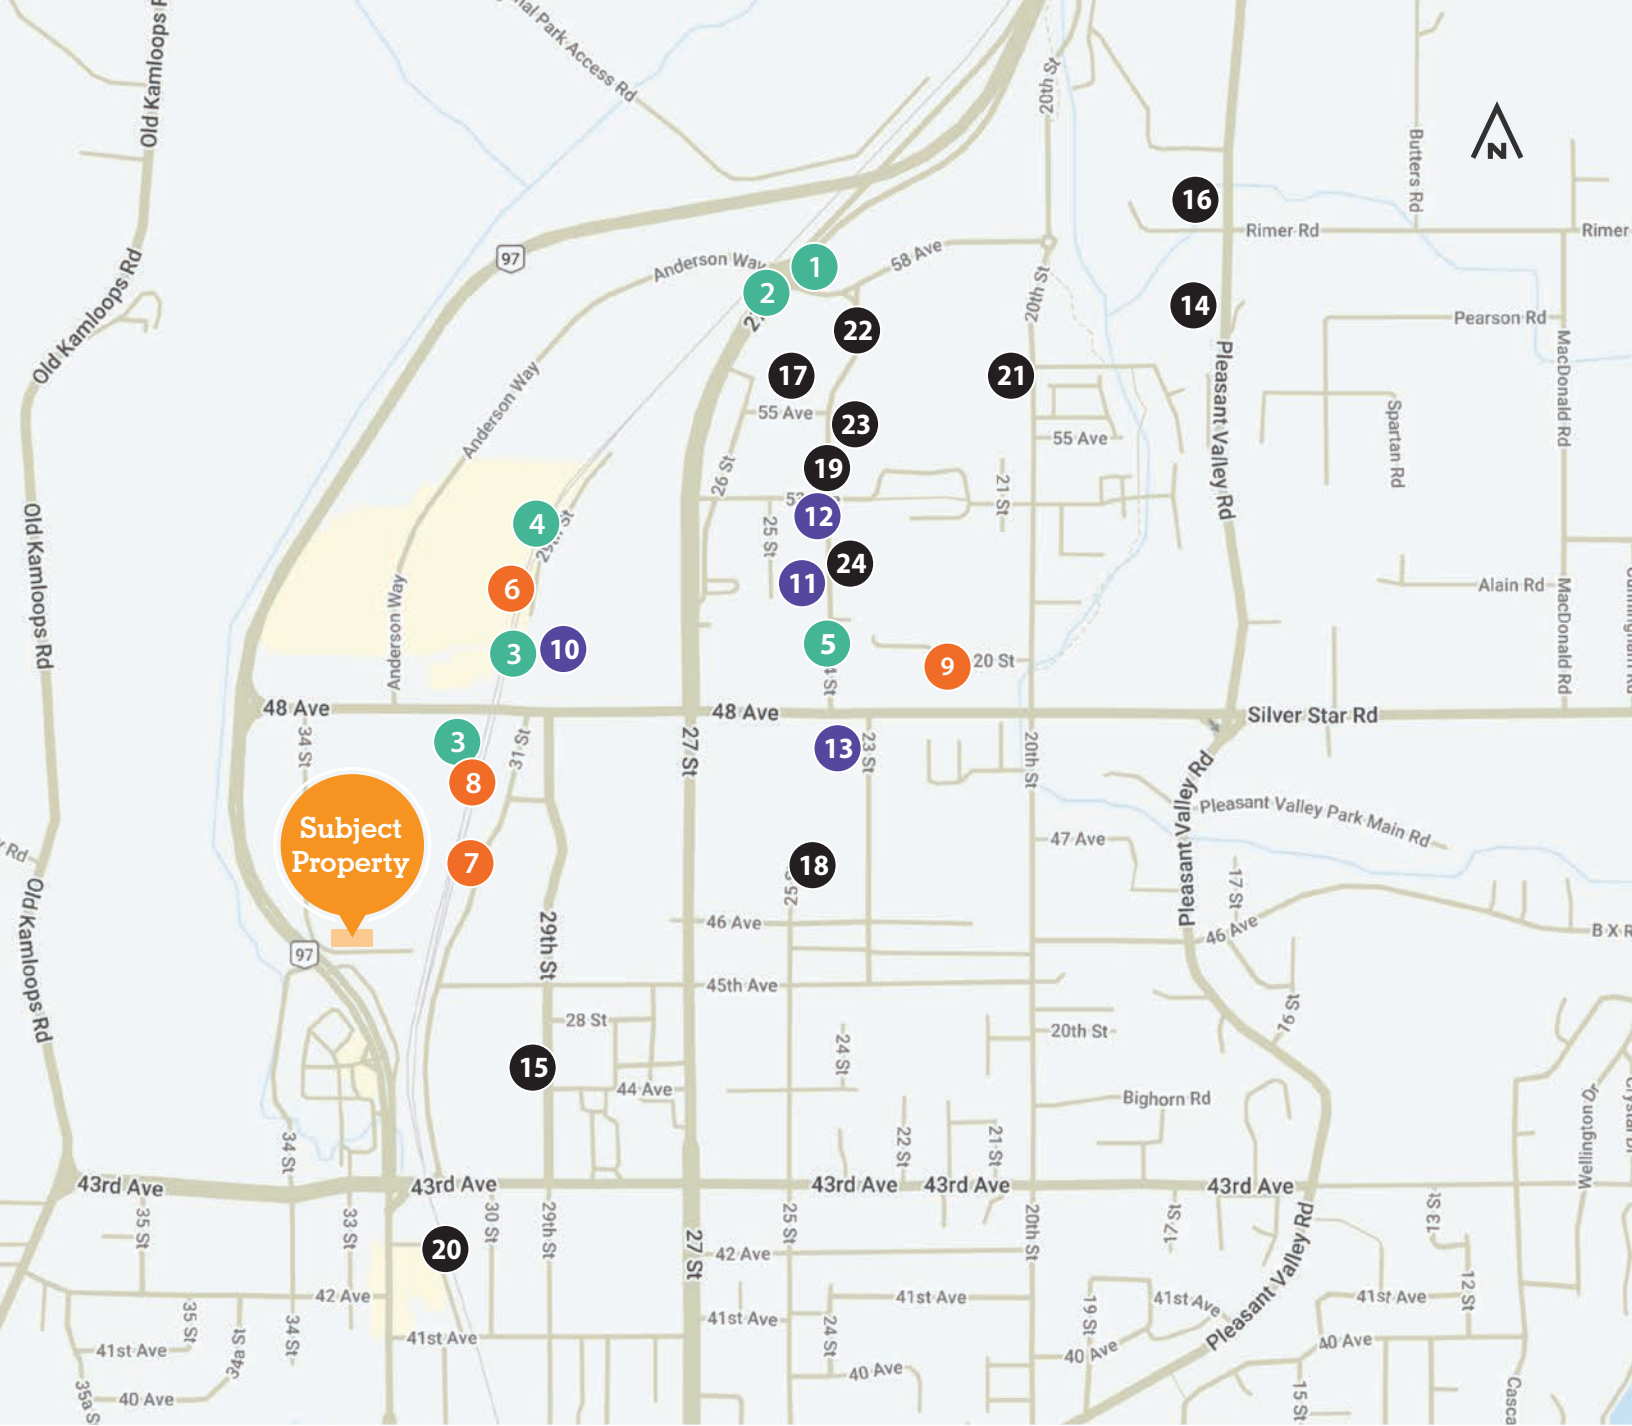 Old Kamloops
Park Access Rd
20th St
Butters Rd
N
16
Rimer Rd
Rimer
97
Anderson Way
1
58 Ave
2
20th St
14
Pearson Rd
22
Old Kamloops Rd
17
21
Pleasant Valley Rd
MacDonald Rd
Anderson Way
55 Ave
23
55 Ave
Spartan Rd
19
26 St
21 St
12
4
25 St
Old Kamloops Rd
24
11
6
Alain Rd
MacDonald Rd
Anderson Way
3
10
5
9
20 St
48 Ave
48 Ave
Silver Star Rd
34 St
3
31 St
27 St
13
23 St
20th St
8
Pleasant Valley Rd
Pleasant Valley Park Main Rd
Subject
Property
7
18
47 Ave
Rd
17 St
Old Kamloops Rd
29th St
46 Ave
46 Ave
B X R
97
45th Ave
28 St
24 St
16 St
20th St
15
44 Ave
Bighorn Rd
Wellington Dr
34 St
22 St
21 St
43rd Ave
43rd Ave
43rd Ave
43rd Ave
43rd Ave
35 St
33 St
30 St
29th St
27 St
25 St
20th St
17 St
13 St
20
42 Ave
Pleasant Valley Rd
42 Ave
41st Ave
41st Ave
41st Ave
12 St
35 St
34a St
34 St
41st Ave
41st Ave
24 St
19 St
40 Ave
40 Ave
41st Ave
40 Ave
40 Ave
35a S
15 St
Casca